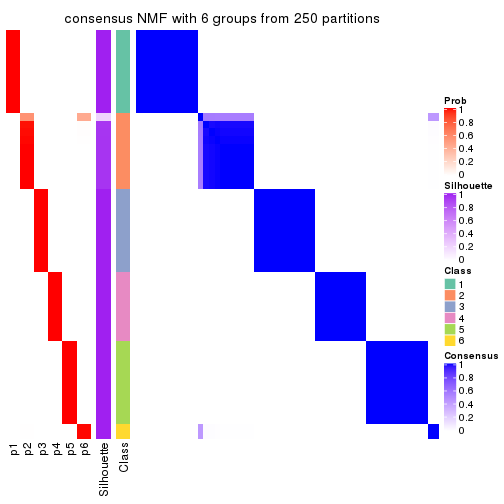 consensus NMF with 6 groups from 250 partitions
Prob
1
0.8
0.6
0.4
0.2
0
Silhouette
1
0.8
0.6
0.4
0.2
0
Class
1
2
3
4
5
6
Consensus
1
0.8
0.6
0.4
0.2
0
p1
p2
p3
p4
p5
p6
Silhouette
Class